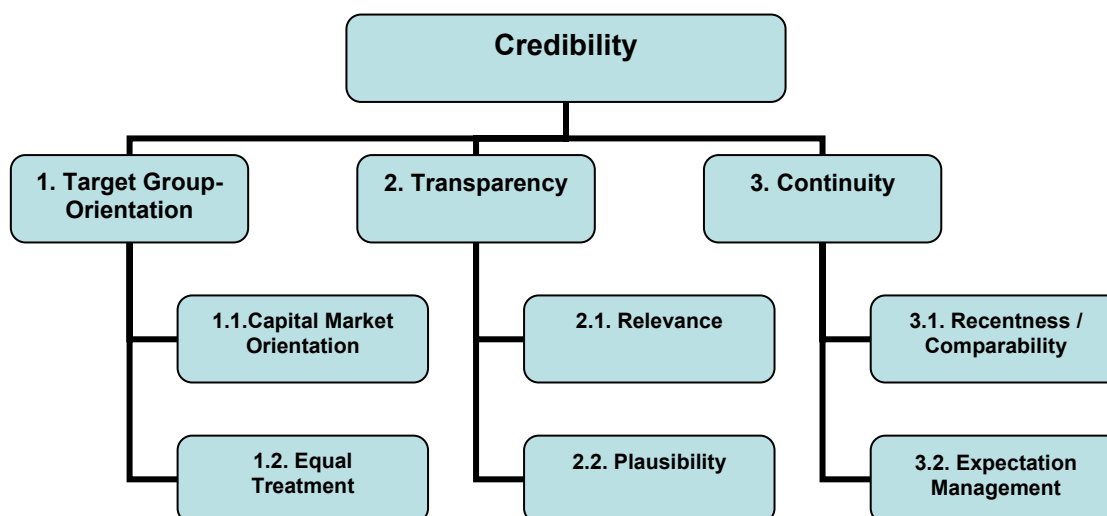 Credibility
1. Target Group-
Orientation
2. Transparency
3. Continuity
1.1.Capital Market
Orientation
2.1. Relevance
3.1. Recentness /
Comparability
1.2. Equal
Treatment
2.2. Plausibility
3.2. Expectation
Management